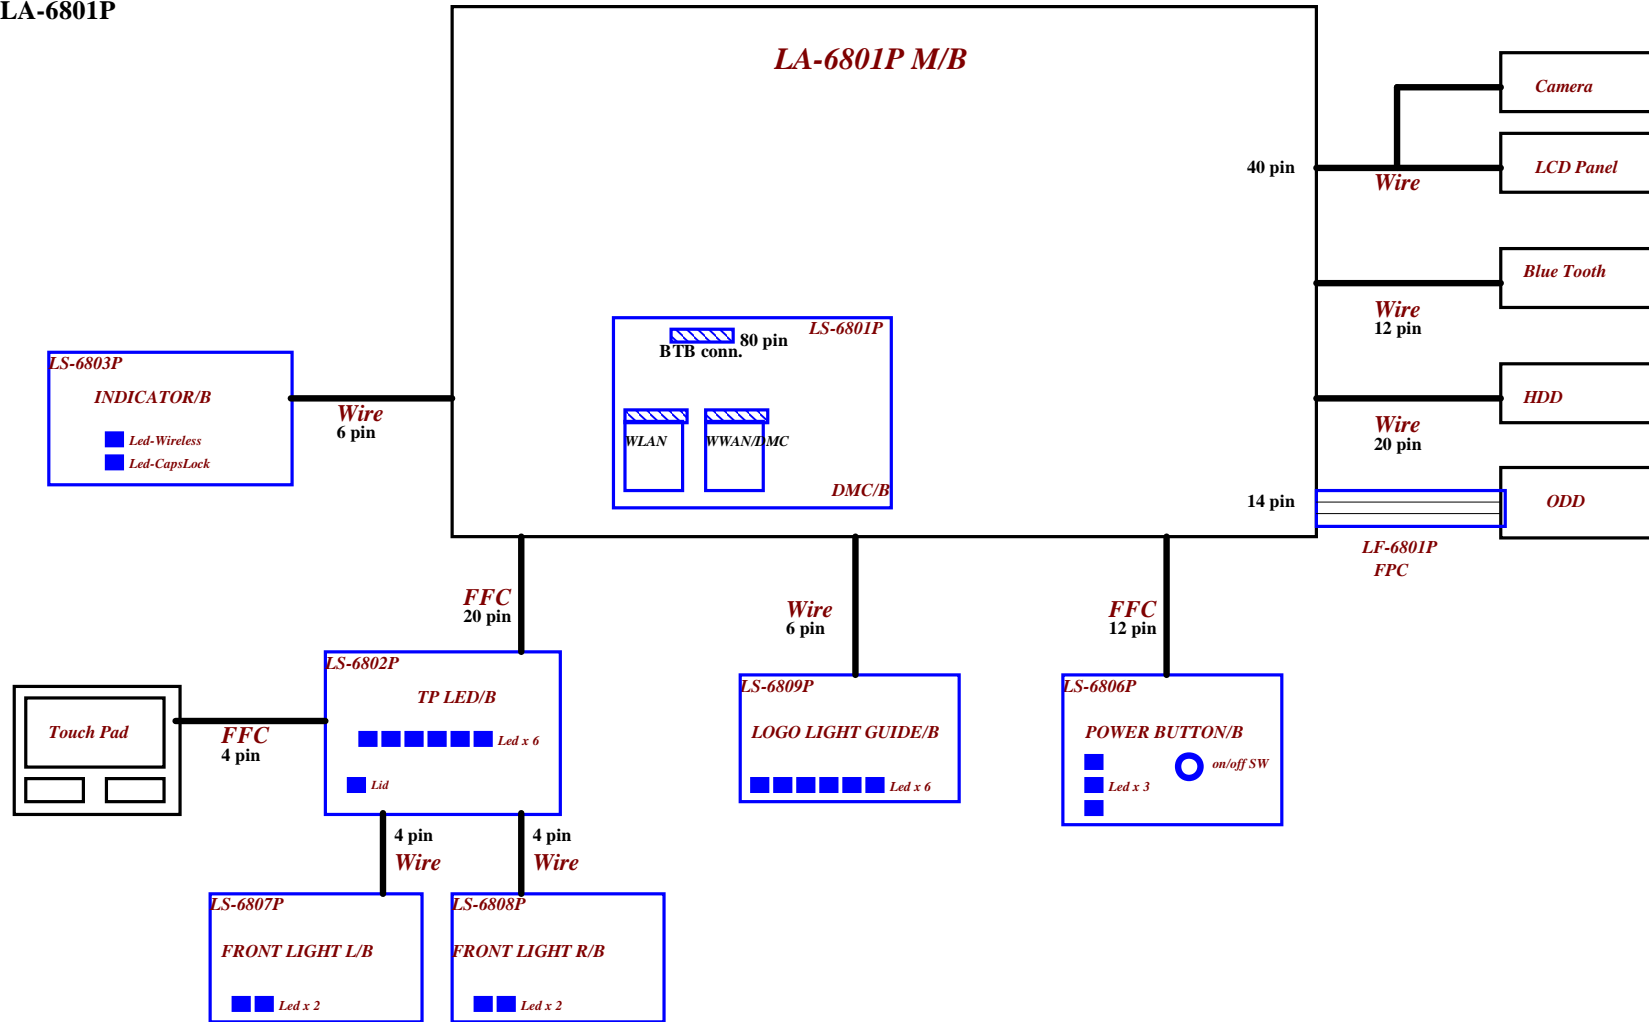 LA-6801P
LA-6801P M/B
Camera
40 pin
Wire
LCD Panel
Blue Tooth
Wire
12 pin
LS-6801P
80 pin
BTB conn.
WLAN
WWAN/DMC
DMC/B
LS-6803P
INDICATOR/B
Led-Wireless
Led-CapsLock
Wire
6 pin
HDD
Wire
20 pin
14 pin
ODD
LF-6801P
FPC
FFC
20 pin
Wire
6 pin
FFC
12 pin
LS-6802P
TP LED/B
Led x 6
Lid
Touch Pad
FFC
4 pin
LS-6809P
LOGO LIGHT GUIDE/B
Led x 6
LS-6806P
POWER BUTTON/B
on/off SW
Led x 3
4 pin
Wire
4 pin
Wire
LS-6807P
FRONT LIGHT L/B
Led x 2
LS-6808P
FRONT LIGHT R/B
Led x 2